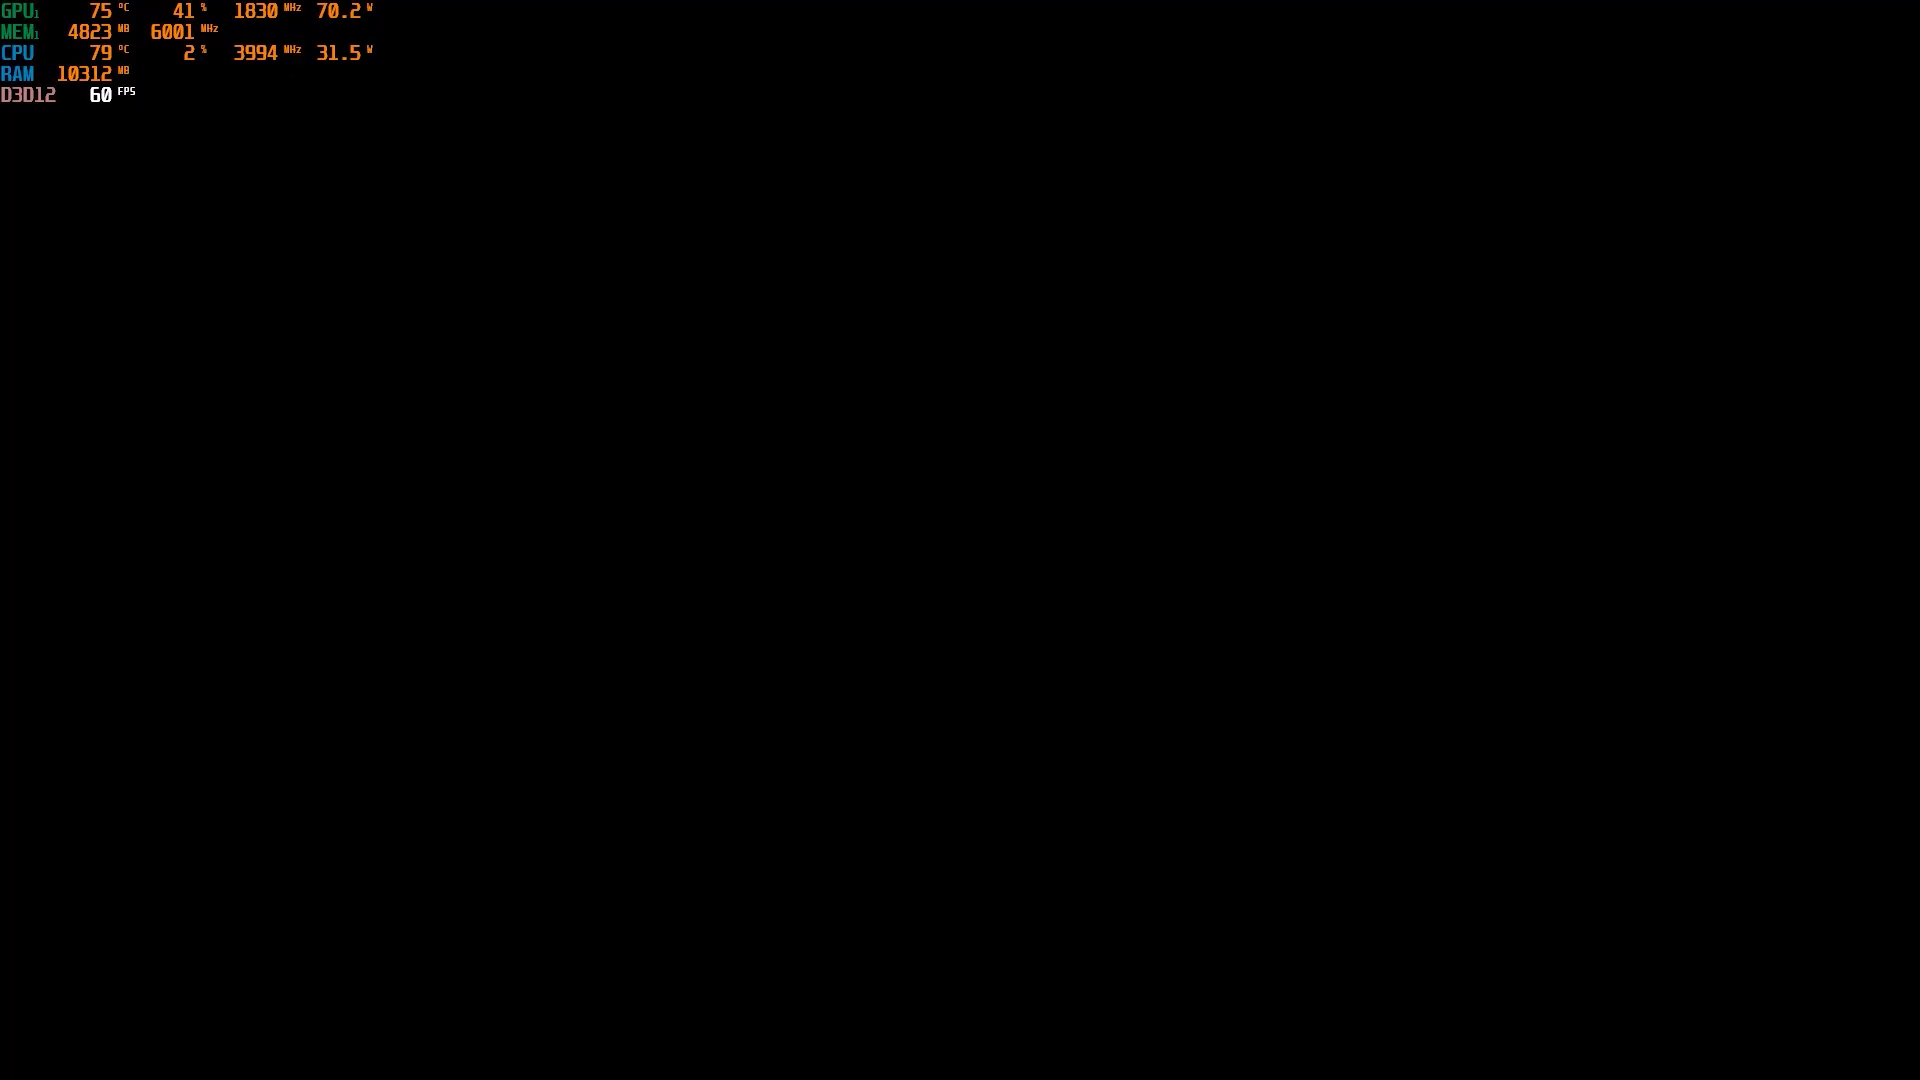 GPU1 75 °C 41 % 1830 MHz 70.2 W
MEM1 4823 MB 6001 MHz
CPU 79 °C 2 % 3994 MHz 31.5 W
RAM 10312 MB
D3D12 60 FPS